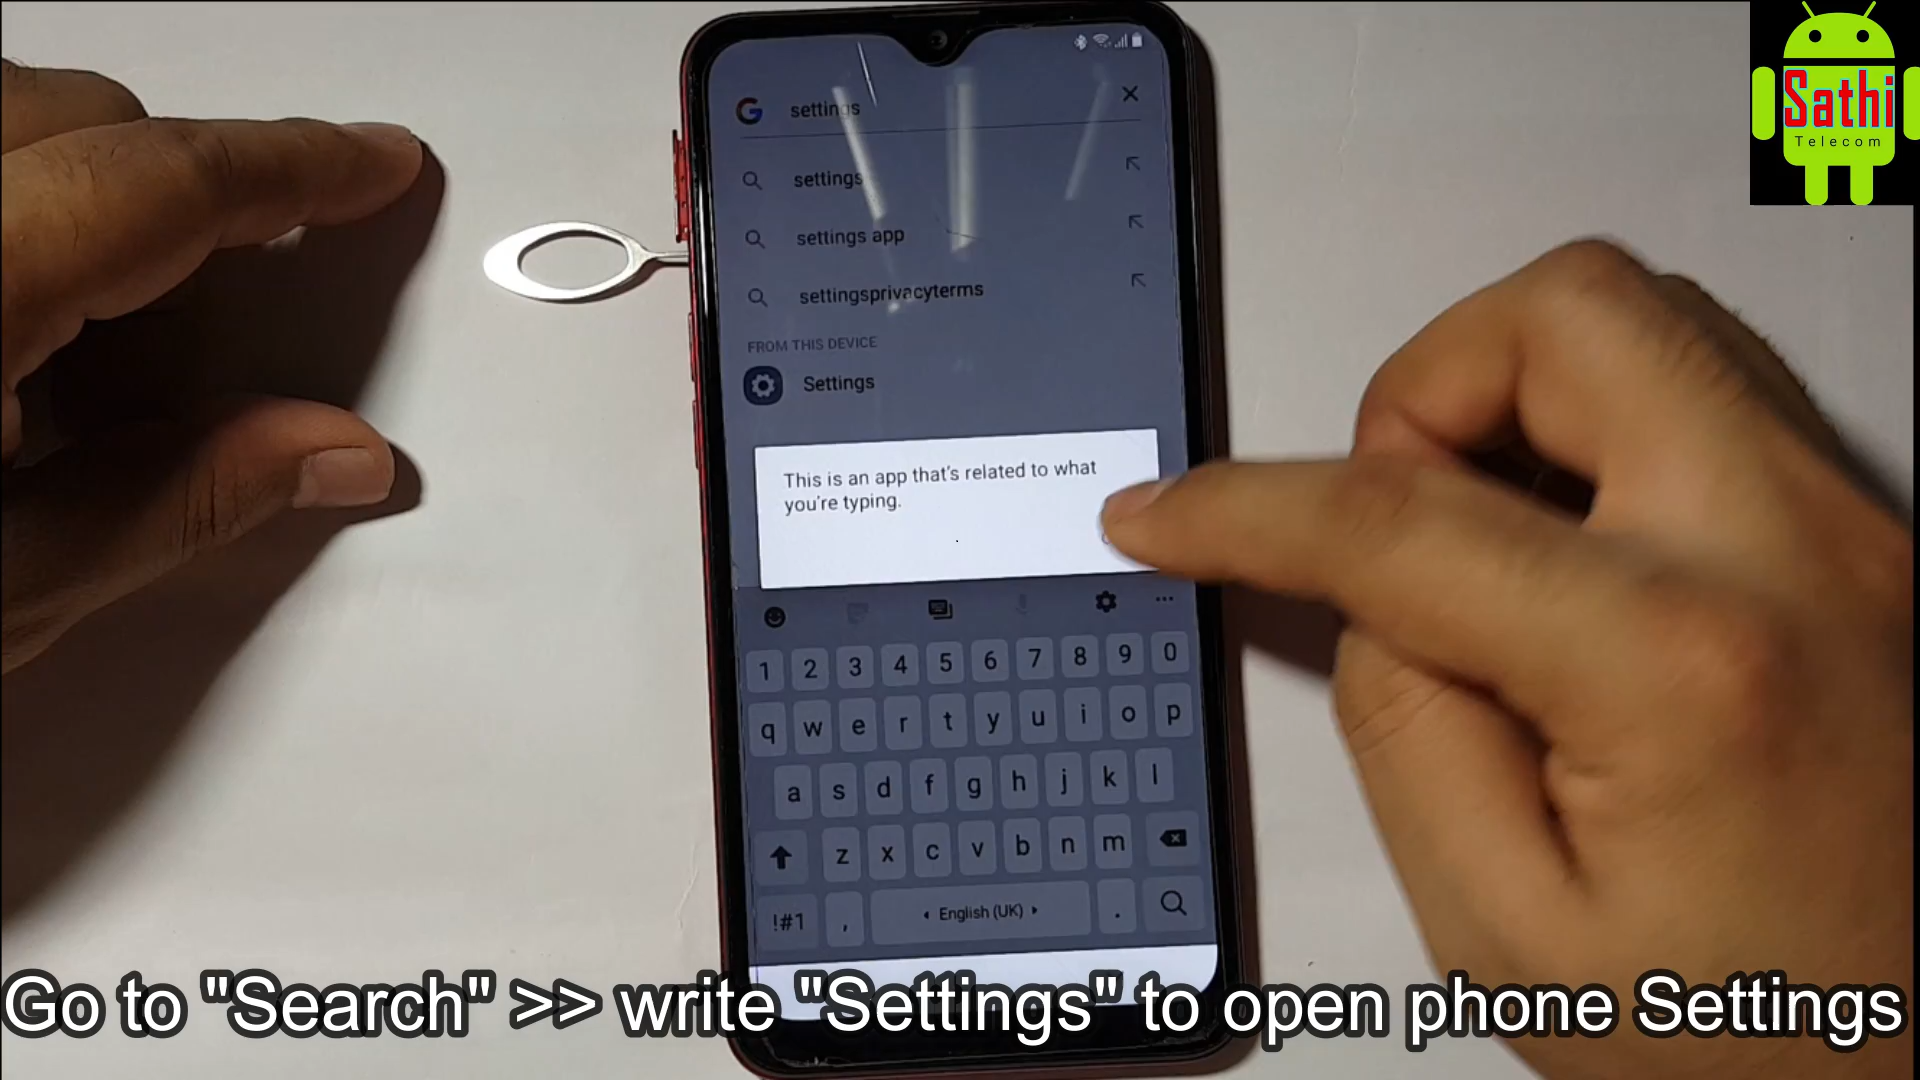 Sathi
Telecom
settings
settings
settings app
settingsprivacyterms
FROM THIS DEVICE
Settings
This is an app that's related to what
you're typing.
1 2 3 4 5 6 7 8 9 0
q w e r t y u i o p
a s d f g h j k l
z x c v b n m
!#1 , English (UK) .
Go to "Search" >> write "Settings" to open phone Settings